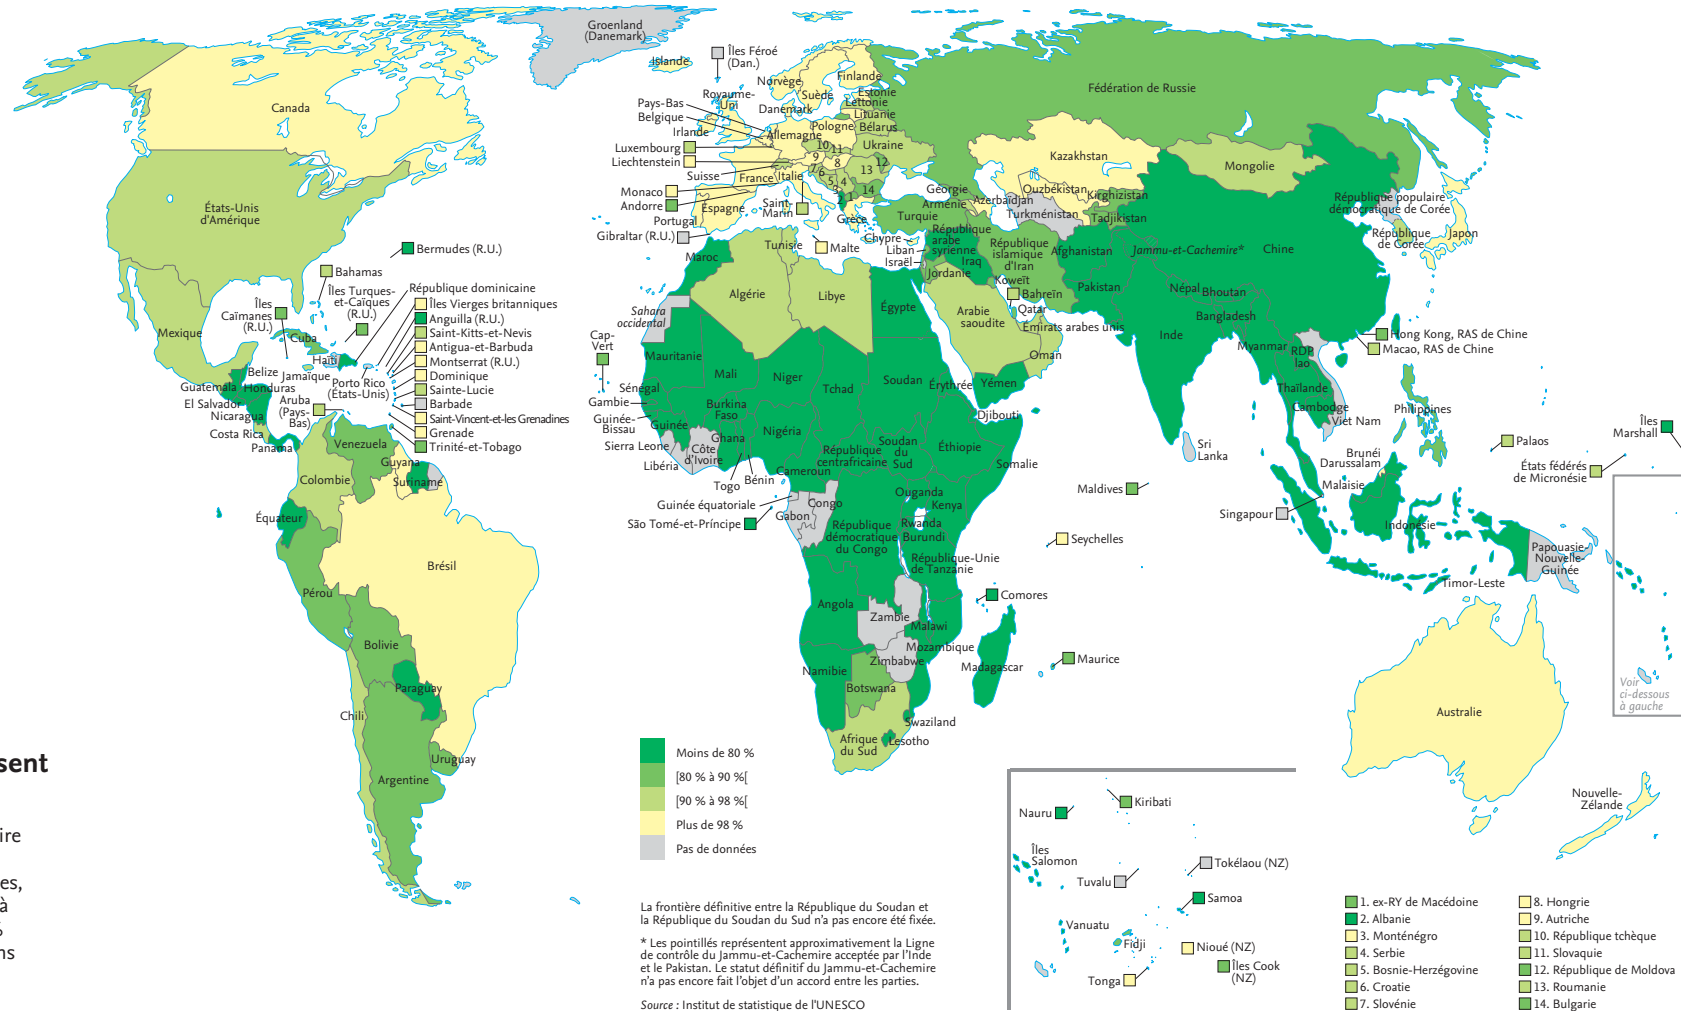 Groenland
(Danemark)
Îles Féroé
(Dan.)
Islande
Norvège
Finlande
Suède
Estonie
Lettonie
Lituanie
Danemark
Royaume-
Uni
Pays-Bas
Belgique
Irlande
Allemagne
Pologne
Bélarus
Luxembourg
Liechtenstein
Ukraine
Suisse
France
Italie
Monaco
Andorre
Espagne
Saint-
Marin
Portugal
Gibraltar (R.U.)
Grèce
Malte
10
11
9
8
7
6
5
4
3
2
1
12
13
14
Fédération de Russie
Canada
États-Unis
d'Amérique
Kazakhstan
Mongolie
Géorgie
Arménie
Azerbaïdjan
Ouzbékistan
Turkménistan
Kirghizistan
Tadjikistan
Turquie
Chypre
Liban
Israël
République
arabe
syrienne
Iraq
Jordanie
République
islamique
d'Iran
Koweït
Bahreïn
Qatar
Émirats arabes unis
Arabie
saoudite
Oman
Yémen
Afghanistan
Pakistan
Jammu-et-Cachemire*
Chine
République populaire
démocratique de Corée
République
de Corée
Japon
Népal
Bhoutan
Bangladesh
Inde
Myanmar
RDP
lao
Thaïlande
Cambodge
Viet Nam
Hong Kong, RAS de Chine
Macao, RAS de Chine
Philippines
Sri
Lanka
Maldives
Brunéi
Darussalam
Malaisie
Singapour
Indonésie
Timor-Leste
Papouasie-
Nouvelle-
Guinée
Palaos
États fédérés
de Micronésie
Îles
Marshall
Voir
ci-dessous
à gauche
Australie
Nouvelle-
Zélande
Bermudes (R.U.)
Bahamas
Îles Turques-
et-Caïques
(R.U.)
Îles
Caïmanes
(R.U.)
République dominicaine
Îles Vierges britanniques
Anguilla (R.U.)
Saint-Kitts-et-Nevis
Antigua-et-Barbuda
Montserrat (R.U.)
Dominique
Sainte-Lucie
Barbade
Saint-Vincent-et-les Grenadines
Grenade
Trinité-et-Tobago
Mexique
Cuba
Haïti
Belize
Jamaïque
Porto Rico
(États-Unis)
Guatemala
Honduras
El Salvador
Nicaragua
Aruba
(Pays-
Bas)
Costa Rica
Panama
Venezuela
Guyana
Suriname
Colombie
Équateur
Pérou
Brésil
Bolivie
Paraguay
Chili
Uruguay
Argentine
Maroc
Tunisie
Algérie
Libye
Égypte
Sahara
occidental
Cap-
Vert
Mauritanie
Mali
Niger
Tchad
Soudan
Érythrée
Djibouti
Sénégal
Gambie
Guinée-
Bissau
Guinée
Sierra Leone
Libéria
Côte
d'Ivoire
Burkina
Faso
Ghana
Togo
Bénin
Nigéria
Cameroun
République
centrafricaine
Soudan
du
Sud
Éthiopie
Somalie
Guinée équatoriale
São Tomé-et-Príncipe
Gabon
Congo
République
démocratique
du Congo
Ouganda
Kenya
Rwanda
Burundi
République-Unie
de Tanzanie
Seychelles
Comores
Angola
Zambie
Malawi
Mozambique
Zimbabwe
Madagascar
Maurice
Namibie
Botswana
Swaziland
Lesotho
Afrique
du Sud
sent
ire
es,
à
ns
Moins de 80 %
[80 % à 90 %[
[90 % à 98 %[
Plus de 98 %
Pas de données
La frontière définitive entre la République du Soudan et
la République du Soudan du Sud n'a pas encore été fixée.
* Les pointillés représentent approximativement la Ligne
de contrôle du Jammu-et-Cachemire acceptée par l'Inde
et le Pakistan. Le statut définitif du Jammu-et-Cachemire
n'a pas encore fait l'objet d'un accord entre les parties.
Source : Institut de statistique de l'UNESCO
Nauru
Kiribati
Îles
Salomon
Tuvalu
Tokélaou (NZ)
Samoa
Vanuatu
Fidji
Nioué (NZ)
Îles Cook
(NZ)
Tonga
1. ex-RY de Macédoine
2. Albanie
3. Monténégro
4. Serbie
5. Bosnie-Herzégovine
6. Croatie
7. Slovénie
8. Hongrie
9. Autriche
10. République tchèque
11. Slovaquie
12. République de Moldova
13. Roumanie
14. Bulgarie